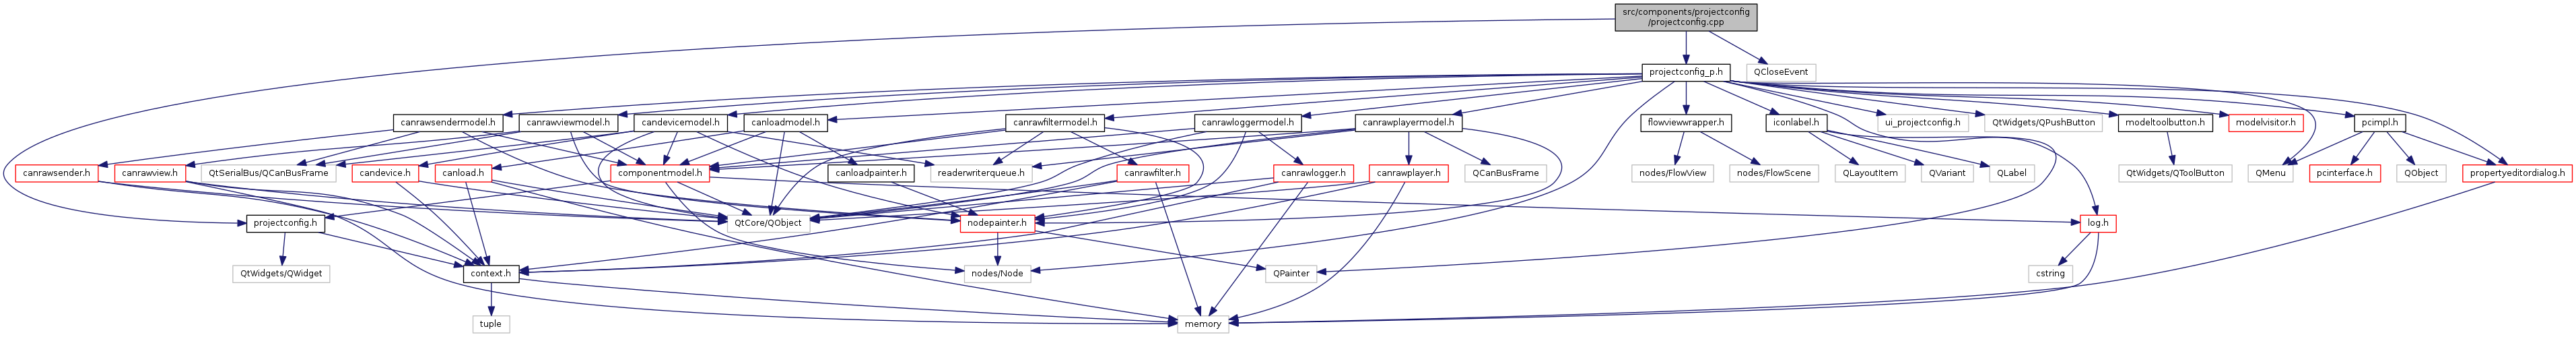 src/components/projectconfig
/projectconfig.cpp
projectconfig_p.h
QCloseEvent
canrawsendermodel.h
canrawviewmodel.h
candevicemodel.h
canloadmodel.h
canrawfiltermodel.h
canrawloggermodel.h
canrawplayermodel.h
flowviewwrapper.h
iconlabel.h
ui_projectconfig.h
QtWidgets/QPushButton
modeltoolbutton.h
modelvisitor.h
pcimpl.h
canrawsender.h
canrawview.h
QtSerialBus/QCanBusFrame
candevice.h
canload.h
componentmodel.h
canloadpainter.h
readerwriterqueue.h
canrawfilter.h
canrawlogger.h
canrawplayer.h
QCanBusFrame
nodes/FlowView
nodes/FlowScene
QLayoutItem
QVariant
QLabel
QtWidgets/QToolButton
QMenu
pcinterface.h
QObject
propertyeditordialog.h
projectconfig.h
QtCore/QObject
nodepainter.h
log.h
QtWidgets/QWidget
context.h
nodes/Node
QPainter
cstring
tuple
memory